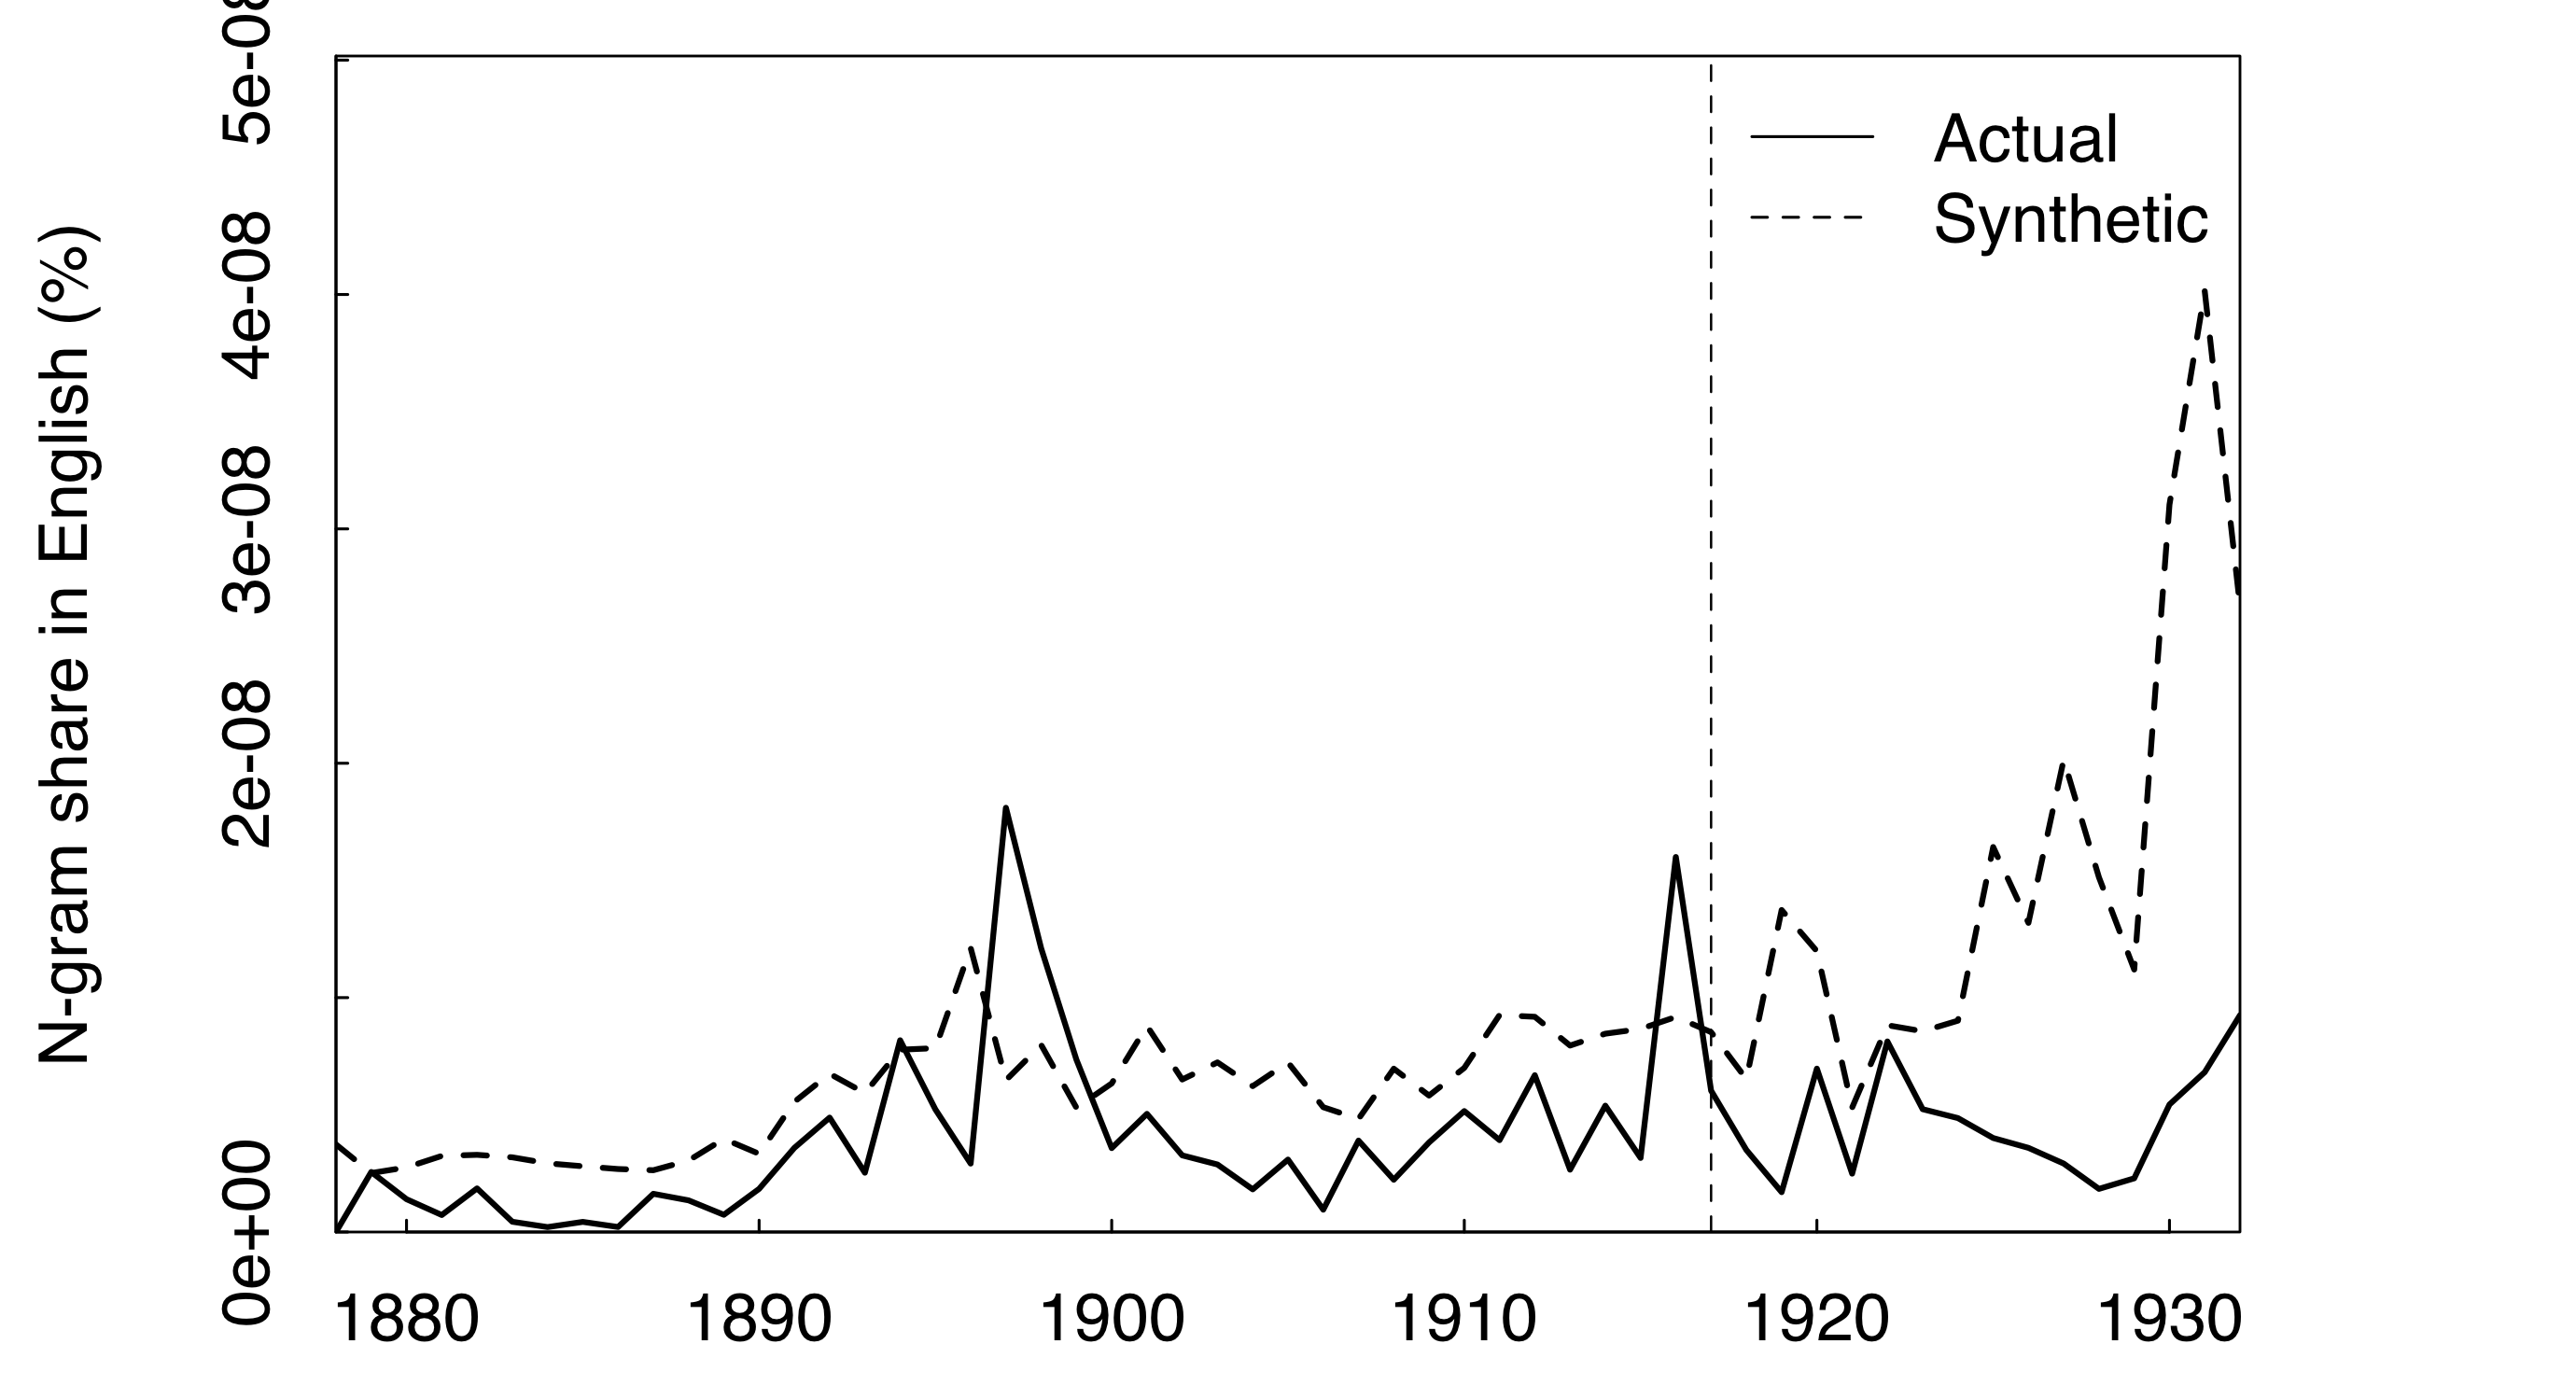 N-gram share in English (%)
5e-08
4e-08
3e-08
2e-08
0e+00
Actual
Synthetic
1880 1890 1900 1910 1920 1930